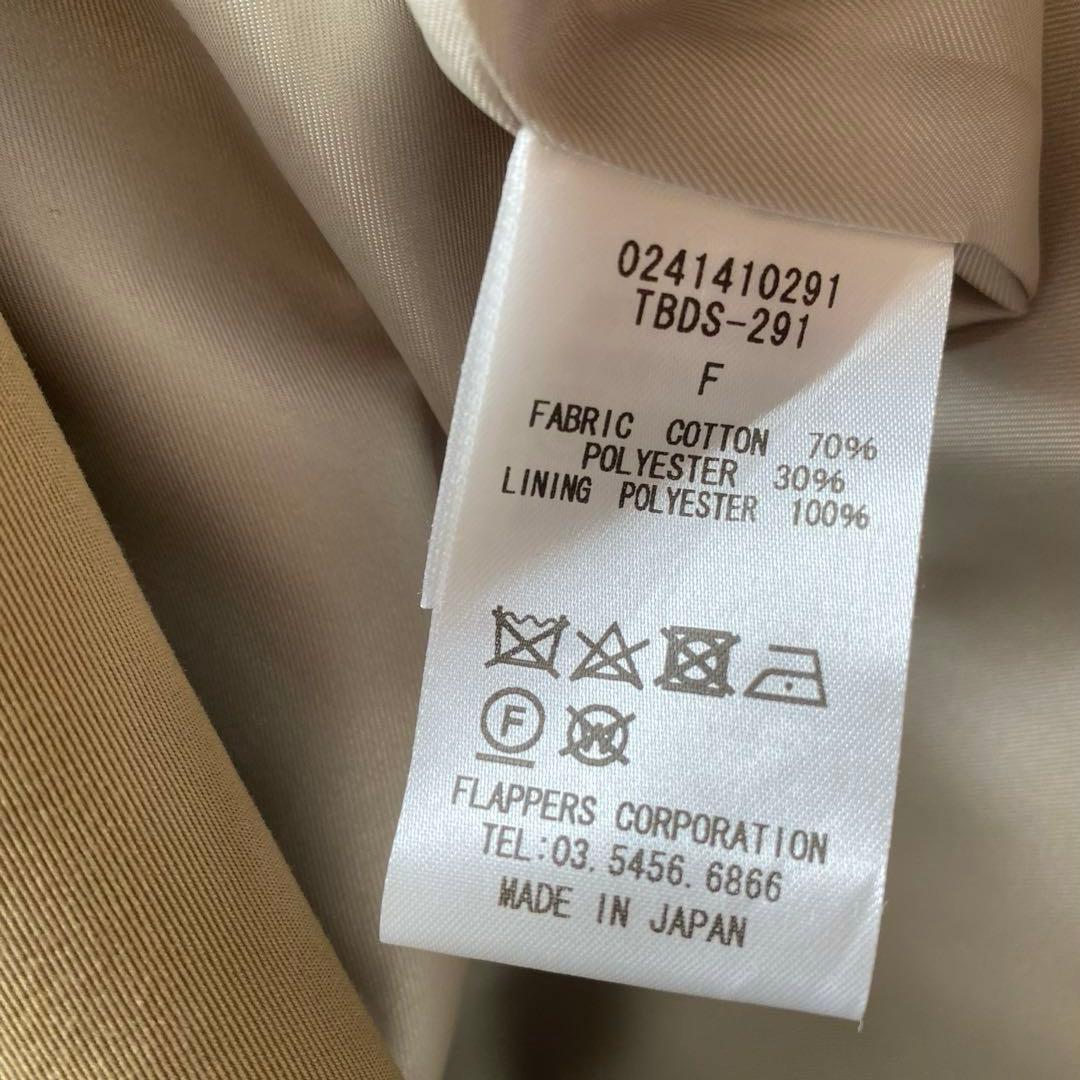 0241410291
TBDS-291
F
FABRIC COTTON 70%
POLYESTER 30%
LINING POLYESTER 100%
F
W
FLAPPERS CORPORATION
TEL:03. 5456. 6866
MADE IN JAPAN